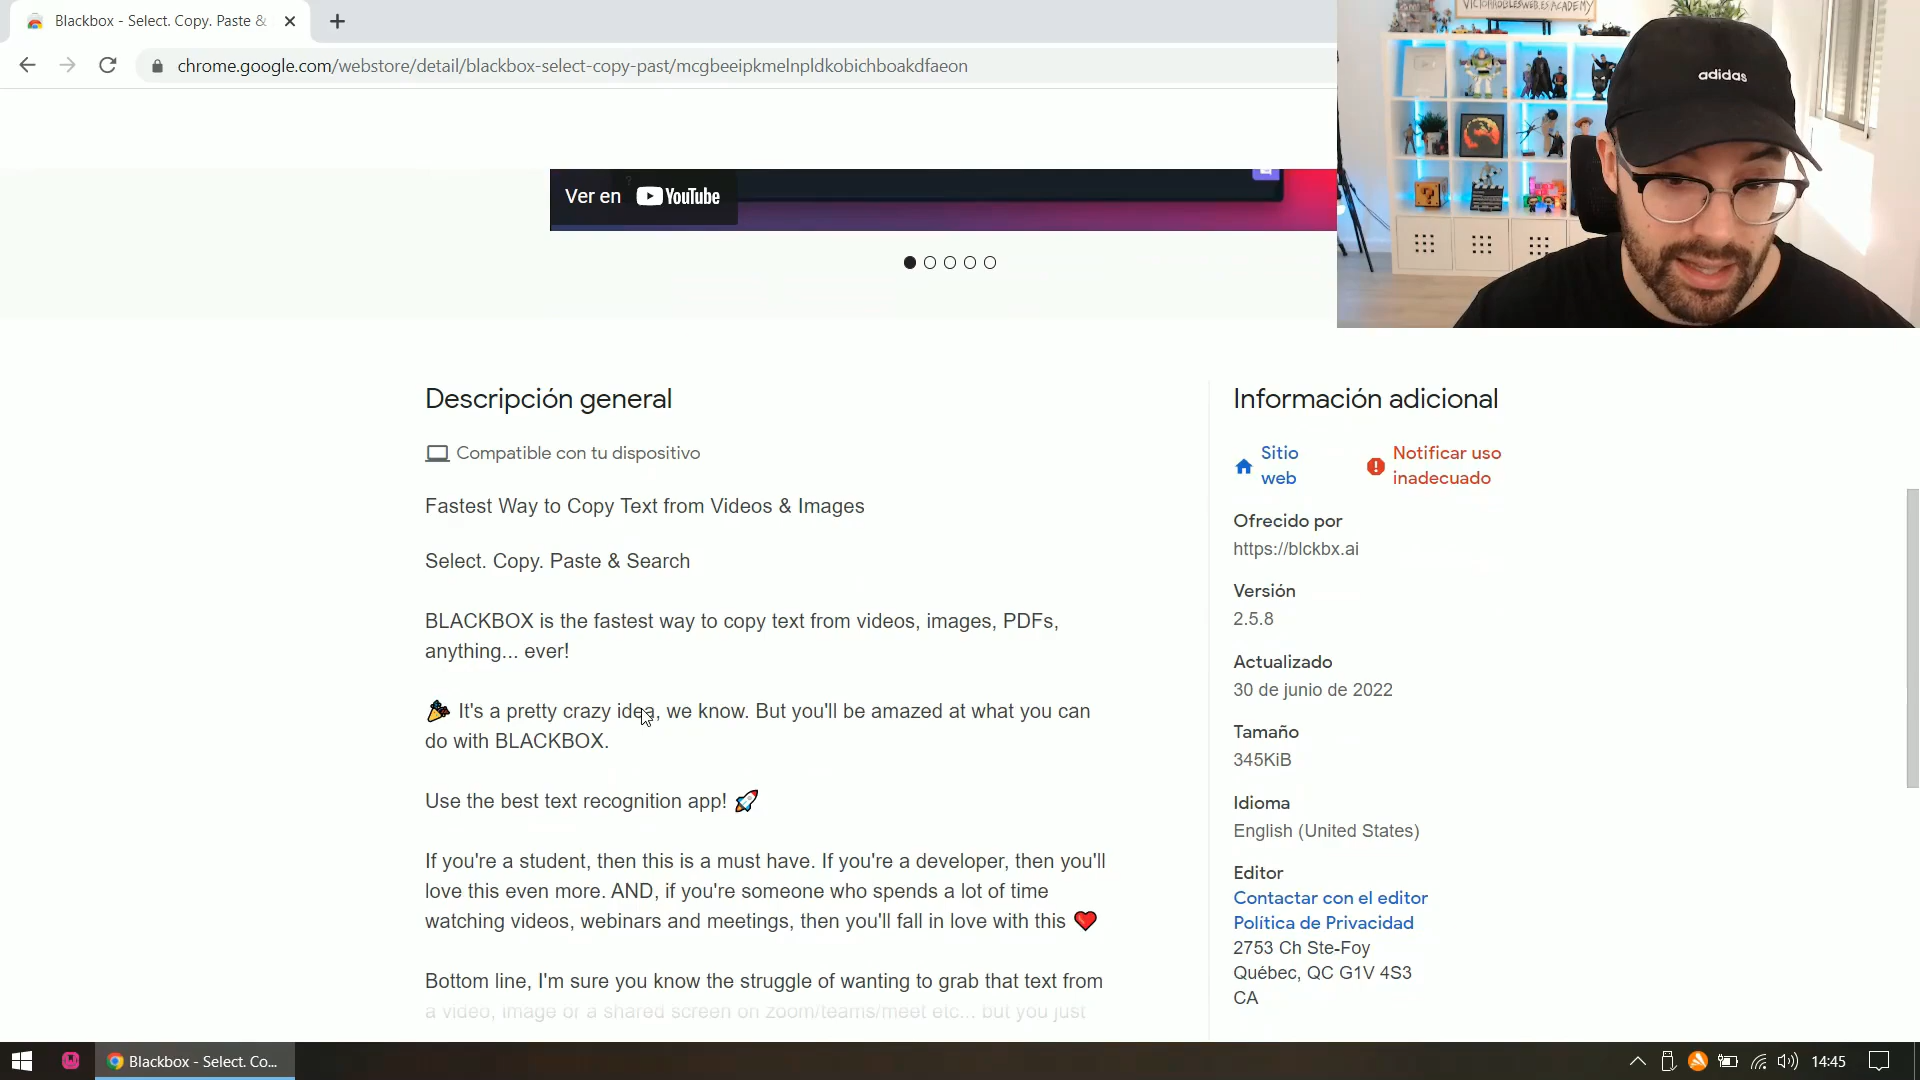 Blackbox - Select. Copy. Paste &
chrome.google.com/webstore/detail/blackbox-select-copy-past/mcgbeeipkmelnpldkobichboakdfaeon
VICTORROBLESWEB.ES ACADEMY
adidas
Ver en YouTube
Descripción general
Compatible con tu dispositivo
Fastest Way to Copy Text from Videos & Images
Select. Copy. Paste & Search
BLACKBOX is the fastest way to copy text from videos, images, PDFs,
anything... ever!
🎉 It's a pretty crazy idea, we know. But you'll be amazed at what you can
do with BLACKBOX.
Use the best text recognition app! 🚀
If you're a student, then this is a must have. If you're a developer, then you'll
love this even more. AND, if you're someone who spends a lot of time
watching videos, webinars and meetings, then you'll fall in love with this ❤️
Bottom line, I'm sure you know the struggle of wanting to grab that text from
a video, image or a shared screen on zoom/teams/meet etc... but you just
Información adicional
Sitio
web
Notificar uso
inadecuado
Ofrecido por
https://blckbx.ai
Versión
2.5.8
Actualizado
30 de junio de 2022
Tamaño
345KiB
Idioma
English (United States)
Editor
Contactar con el editor
Política de Privacidad
2753 Ch Ste-Foy
Québec, QC G1V 4S3
CA
Blackbox - Select. Co...
14:45